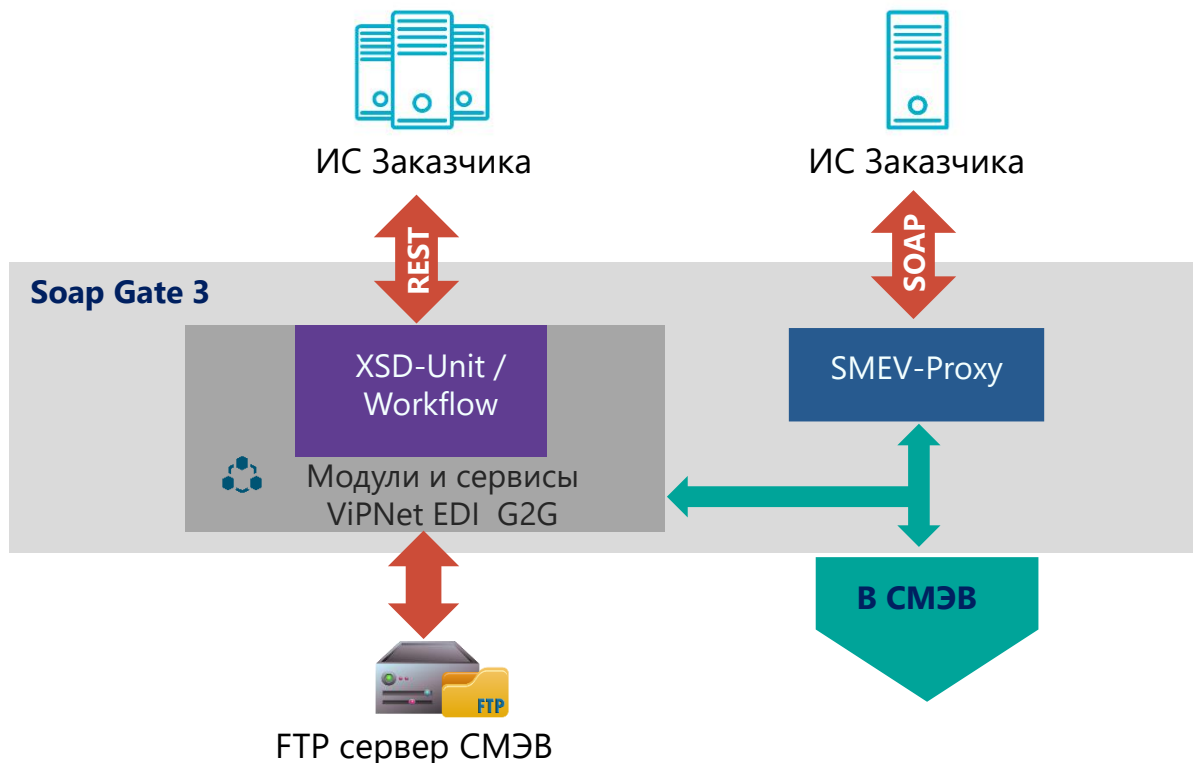 ИС Заказчика
ИС Заказчика
REST
SOAP
Soap Gate 3
XSD-Unit /
Workflow
SMEV-Proxy
Модули и сервисы
ViPNet EDI G2G
В СМЭВ
FTP
FTP сервер СМЭВ